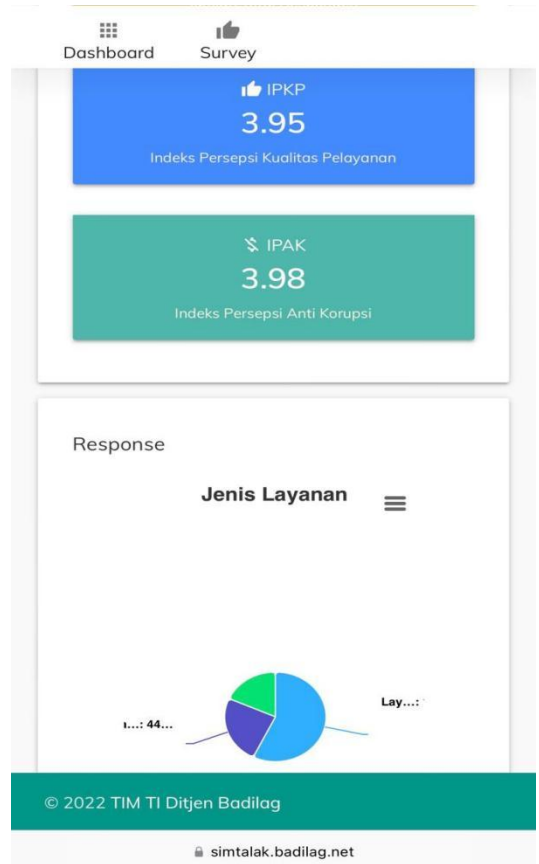 Dashboard
Survey
IPKP
3.95
Indeks Persepsi Kualitas Pelayanan
IPAK
3.98
Indeks Persepsi Anti Korupsi
Response
Jenis Layanan
Lay...:
...: 44...
© 2022 TIM TI Ditjen Badilag
simtalak.badilag.net